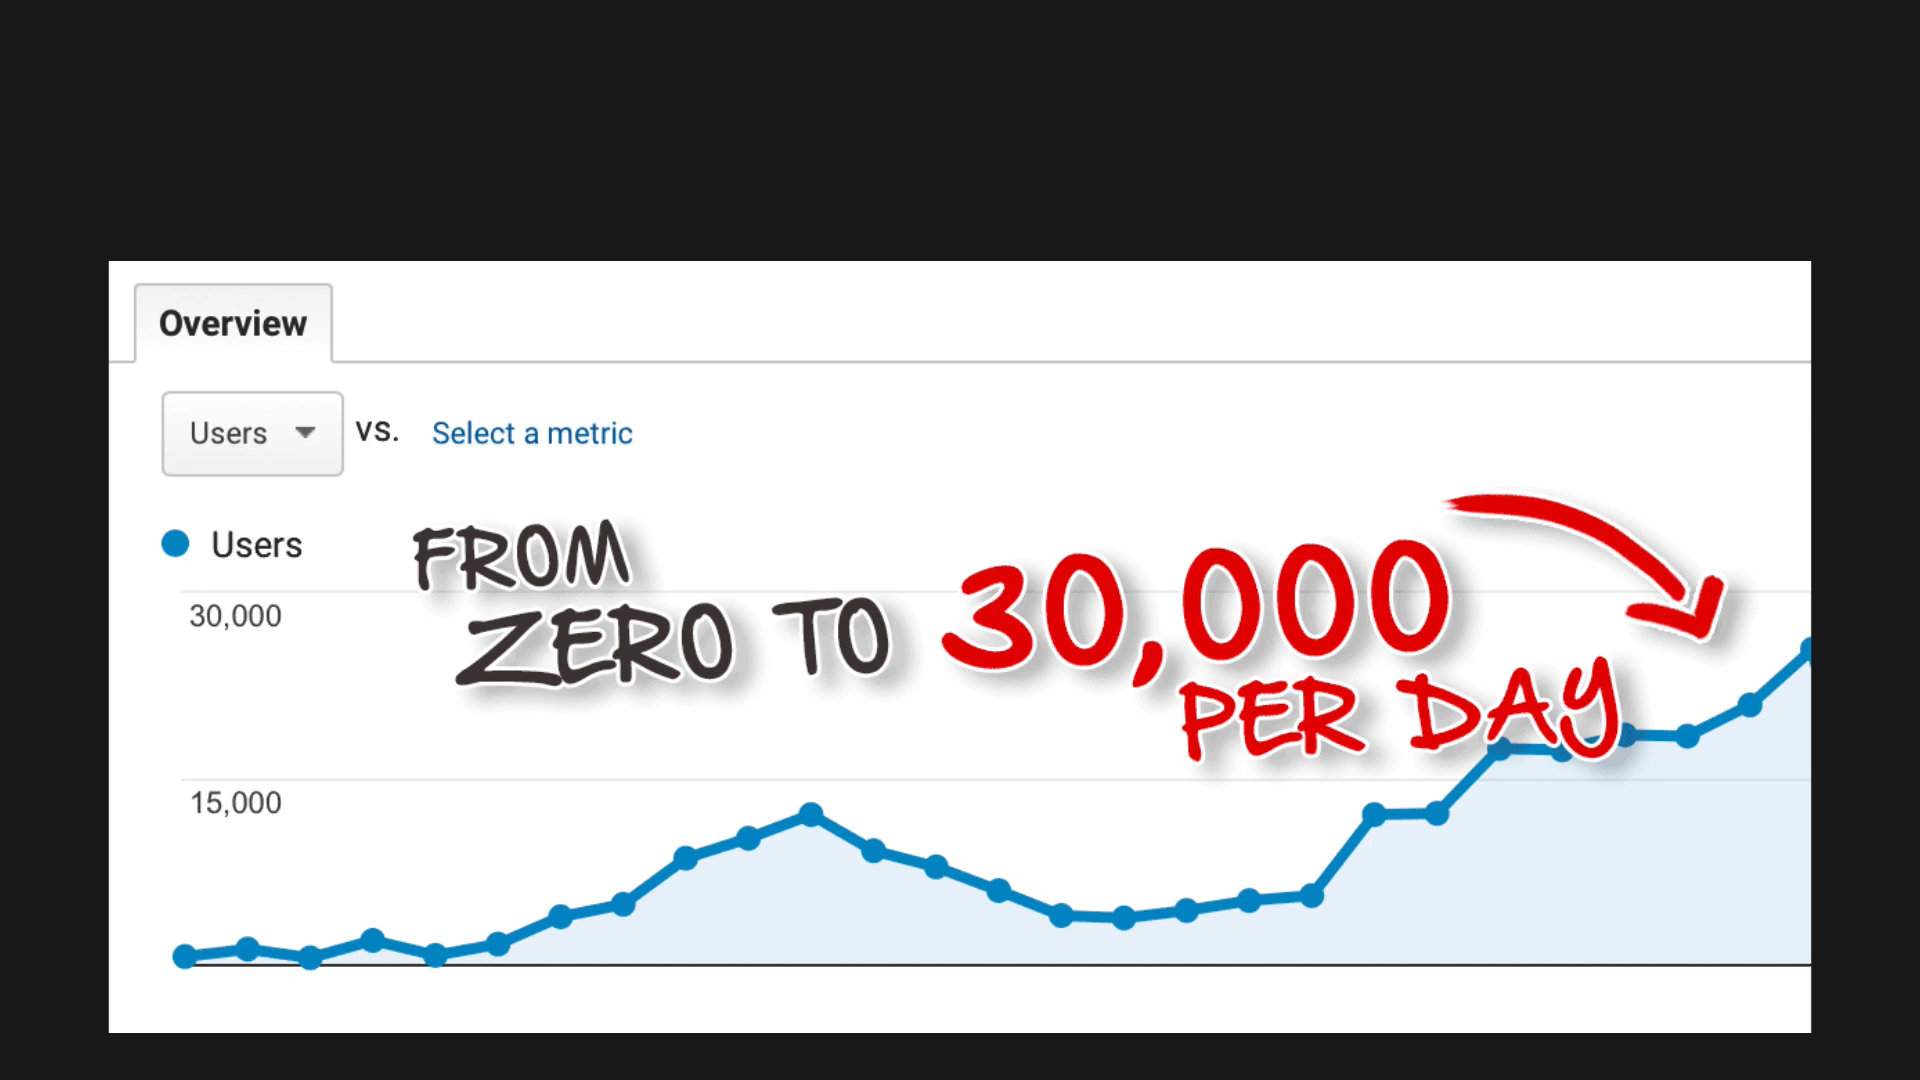 Overview
Users vs. Select a metric
Users
30,000
15,000
FROM
ZERO TO 30,000
PER DAY